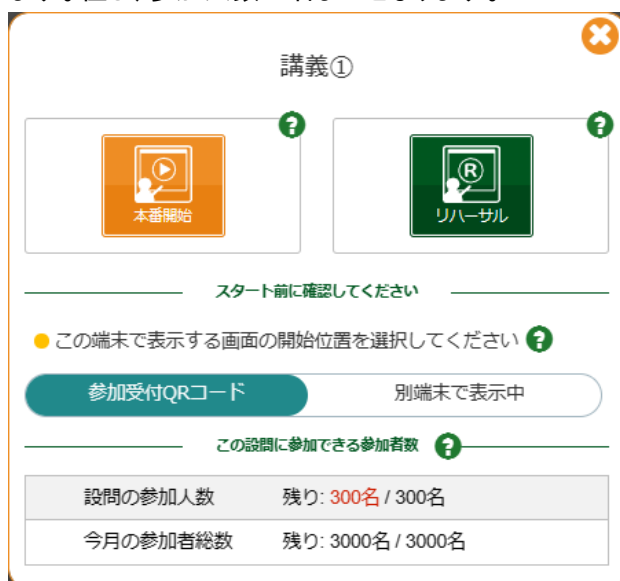 講義①
本番開始
R
リハーサル
スタート前に確認してください
この端末で表示する画面の開始位置を選択してください ?
参加受付QRコード 別端末で表示中
この設問に参加できる参加者数 ?
設問の参加人数 残り: 300名 / 300名
今月の参加者総数 残り: 3000名 / 3000名